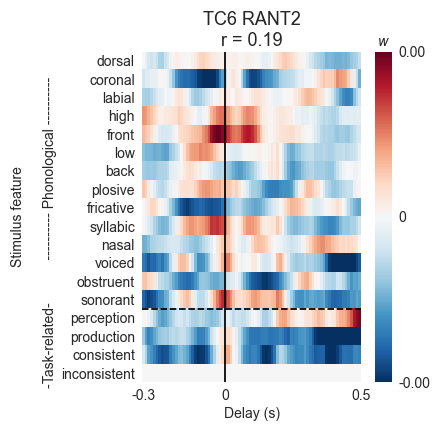 TC6 RANT2
r = 0.19
w
Stimulus feature
---------- Phonological ----------
-Task-related-
dorsal
coronal
labial
high
front
low
back
plosive
fricative
syllabic
nasal
voiced
obstruent
sonorant
perception
production
consistent
inconsistent
0.00
0
-0.00
-0.3
0
0.5
Delay (s)